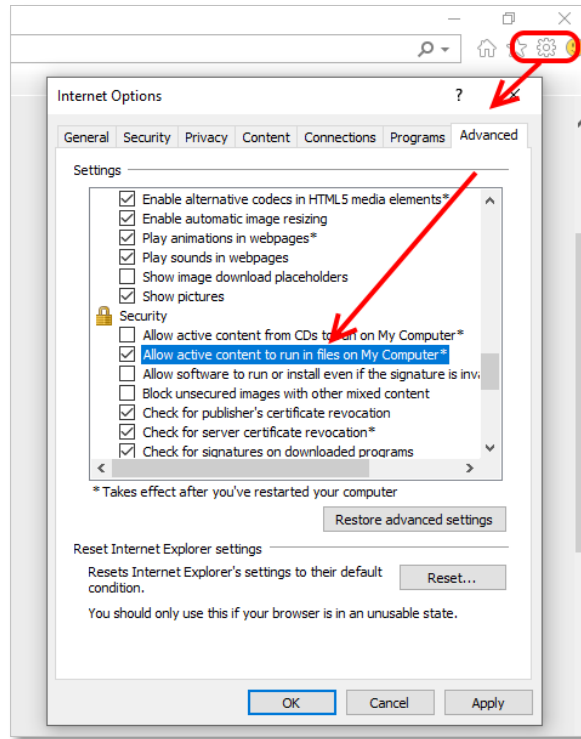 Internet Options ?
General Security Privacy Content Connections Programs Advanced
Settings
Enable alternative codecs in HTML5 media elements*
Enable automatic image resizing
Play animations in webpages*
Play sounds in webpages
Show image download placeholders
Show pictures
Security
Allow active content from CDs to run on My Computer*
Allow active content to run in files on My Computer*
Allow software to run or install even if the signature is inva
Block unsecured images with other mixed content
Check for publisher's certificate revocation
Check for server certificate revocation*
Check for signatures on downloaded programs
*Takes effect after you've restarted your computer
Restore advanced settings
Reset Internet Explorer settings
Resets Internet Explorer's settings to their default
condition.
Reset...
You should only use this if your browser is in an unusable state.
OK Cancel Apply